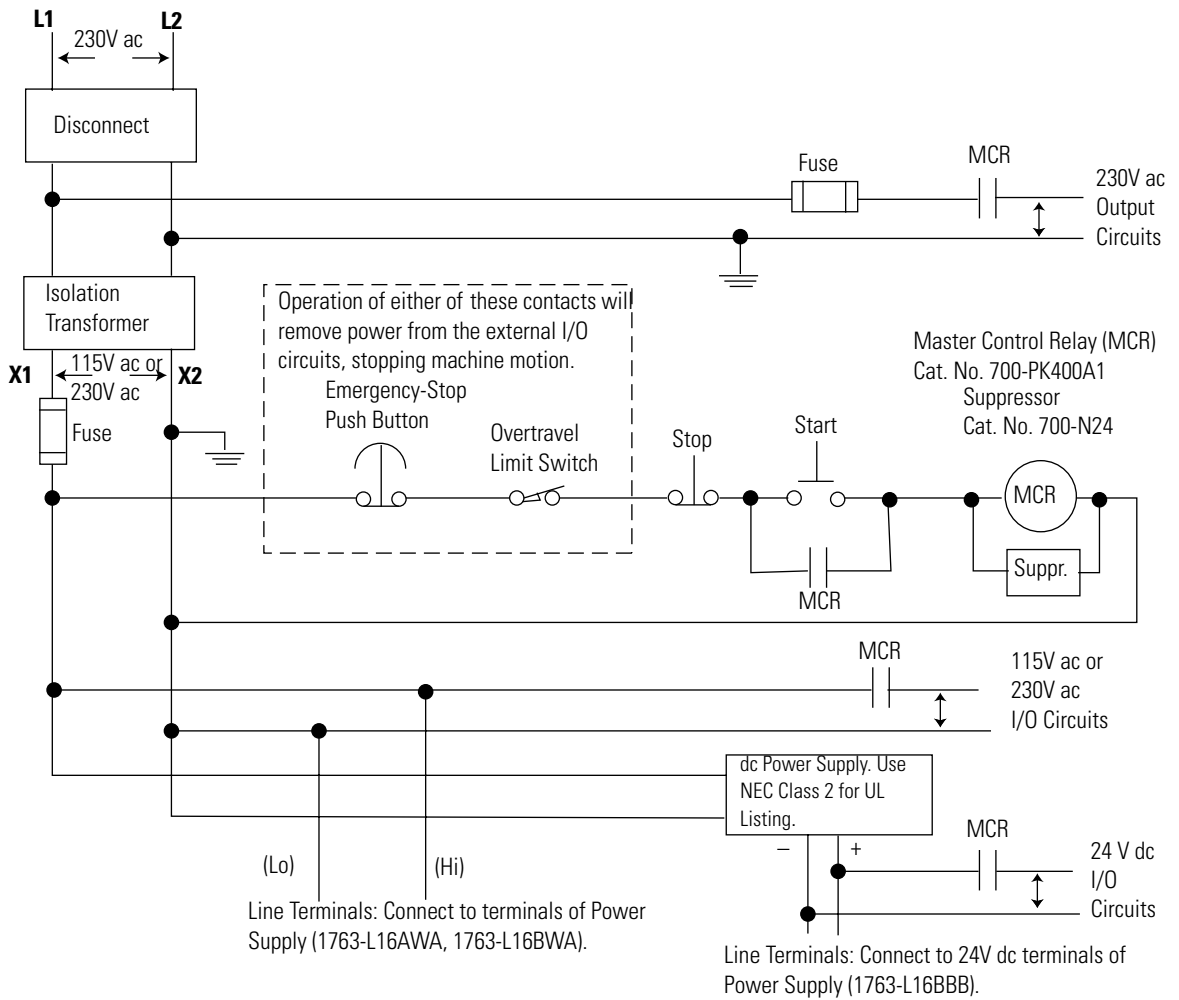 L1
L2
230V ac
Disconnect
Fuse
MCR
230V ac
Output
Circuits
Isolation
Transformer
Operation of either of these contacts will
remove power from the external I/O
circuits, stopping machine motion.
Emergency-Stop
Push Button
Overtravel
Limit Switch
X1
115V ac or
230V ac
X2
Fuse
Stop
Start
Master Control Relay (MCR)
Cat. No. 700-PK400A1
Suppressor
Cat. No. 700-N24
MCR
Suppr.
MCR
MCR
115V ac or
230V ac
I/O Circuits
dc Power Supply. Use
NEC Class 2 for UL
Listing.
–
+
MCR
24 V dc
I/O
Circuits
(Lo)
(Hi)
Line Terminals: Connect to terminals of Power
Supply (1763-L16AWA, 1763-L16BWA).
Line Terminals: Connect to 24V dc terminals of
Power Supply (1763-L16BBB).